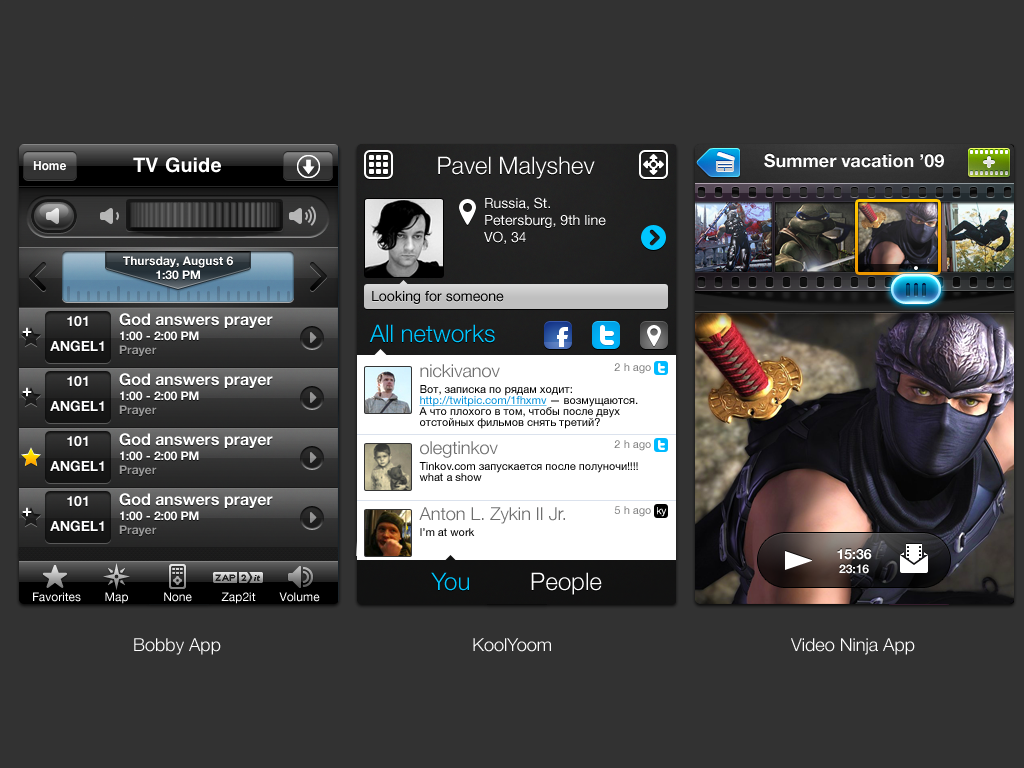 Home
TV Guide
Thursday, August 6
1:30 PM
101
ANGEL1
God answers prayer
1:00 - 2:00 PM
Prayer
101
ANGEL1
God answers prayer
1:00 - 2:00 PM
Prayer
101
ANGEL1
God answers prayer
1:00 - 2:00 PM
Prayer
101
ANGEL1
God answers prayer
1:00 - 2:00 PM
Prayer
ZAP 2 it
Favorites
Map
None
Zap2it
Volume
Bobby App
Pavel Malyshev
Russia, St.
Petersburg, 9th line
VO, 34
Looking for someone
All networks
f
t
nickivanov
2 h ago t
Вот, записка по рядам ходит:
http://twitpic.com/1fhxmv — возмущаются.
А что плохого в том, чтобы после двух
отстойных фильмов снять третий?
olegtinkov
2 h ago t
Tinkov.com запускается после полуночи!!!!
what a show
Anton L. Zykin II Jr.
5 h ago ky
I'm at work
You
People
KoolYoom
Summer vacation ’09
15:36
23:16
Video Ninja App